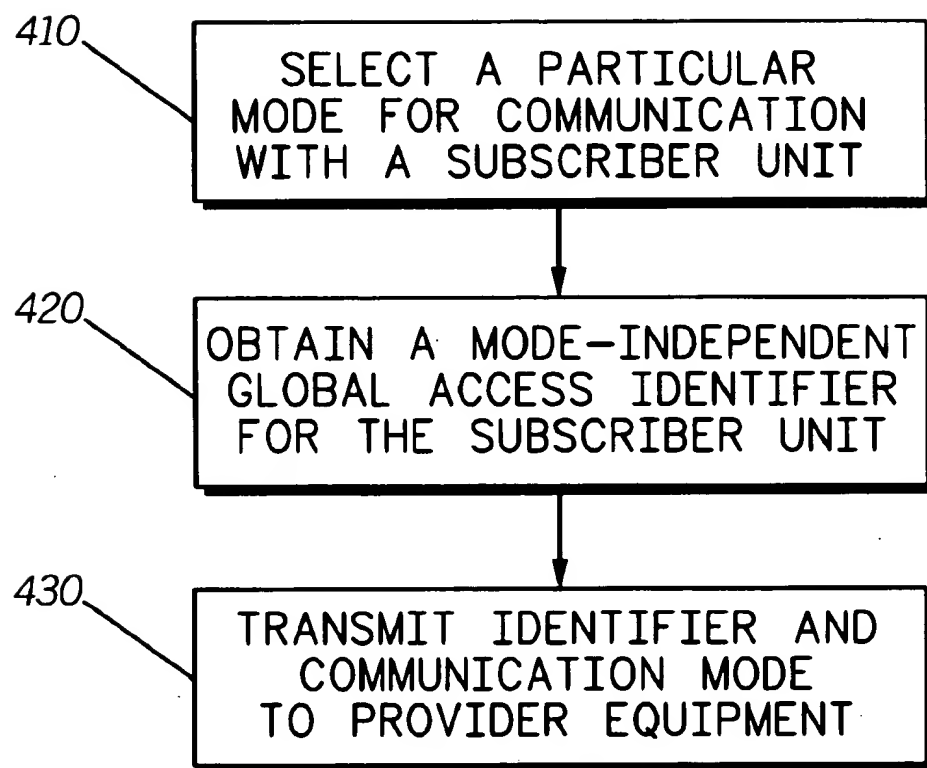 410
SELECT A PARTICULAR
MODE FOR COMMUNICATION
WITH A SUBSCRIBER UNIT
420
OBTAIN A MODE-INDEPENDENT
GLOBAL ACCESS IDENTIFIER
FOR THE SUBSCRIBER UNIT
430
TRANSMIT IDENTIFIER AND
COMMUNICATION MODE
TO PROVIDER EQUIPMENT